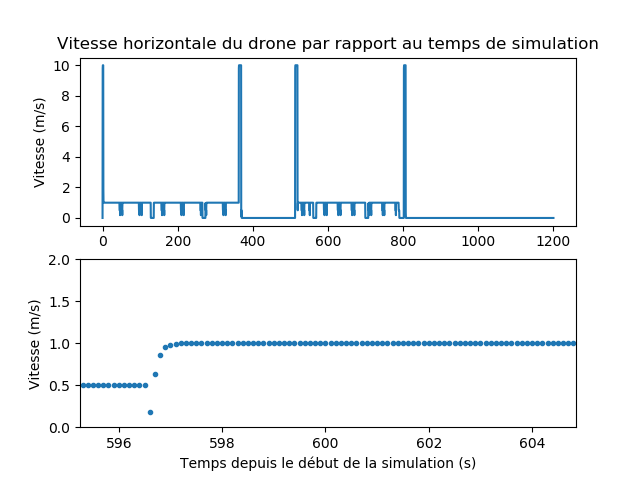 Vitesse horizontale du drone par rapport au temps de simulation
Vitesse (m/s)
10
8
6
4
2
0
0 200 400 600 800 1000 1200
Vitesse (m/s)
2.0
1.5
1.0
0.5
0.0
596 598 600 602 604
Temps depuis le début de la simulation (s)